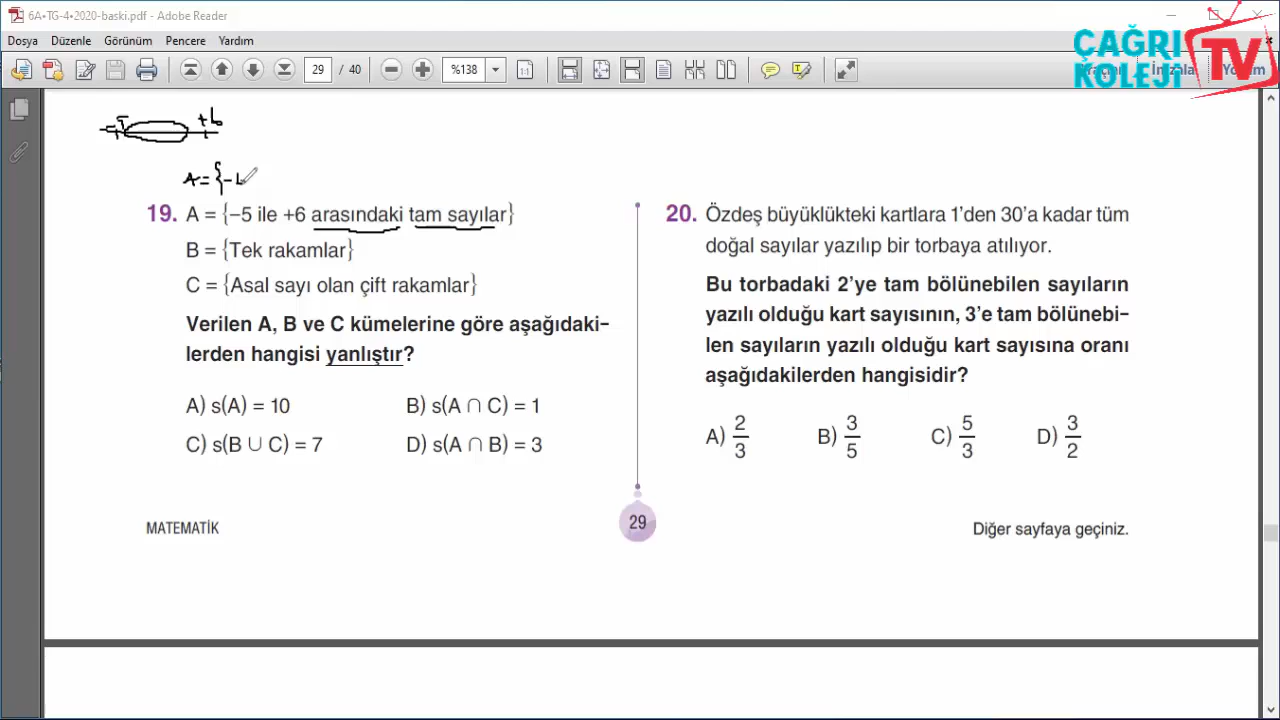 6A•TG-4•2020-baski.pdf - Adobe Reader
Dosya Düzenle Görünüm Pencere Yardım
29 / 40 %138
ÇAĞRI
KOLEJİ TV
-5 +6
A={-4
19. A = {−5 ile +6 arasındaki tam sayılar}
B = {Tek rakamlar}
C = {Asal sayı olan çift rakamlar}
Verilen A, B ve C kümelerine göre aşağıdaki-
lerden hangisi yanlıştır?
A) s(A) = 10 B) s(A ∩ C) = 1
C) s(B ∪ C) = 7 D) s(A ∩ B) = 3
20. Özdeş büyüklükteki kartlara 1’den 30’a kadar tüm
doğal sayılar yazılıp bir torbaya atılıyor.
Bu torbadaki 2’ye tam bölünebilen sayıların
yazılı olduğu kart sayısının, 3’e tam bölünebi-
len sayıların yazılı olduğu kart sayısına oranı
aşağıdakilerden hangisidir?
A) 2/3 B) 3/5 C) 5/3 D) 3/2
MATEMATİK
29
Diğer sayfaya geçiniz.